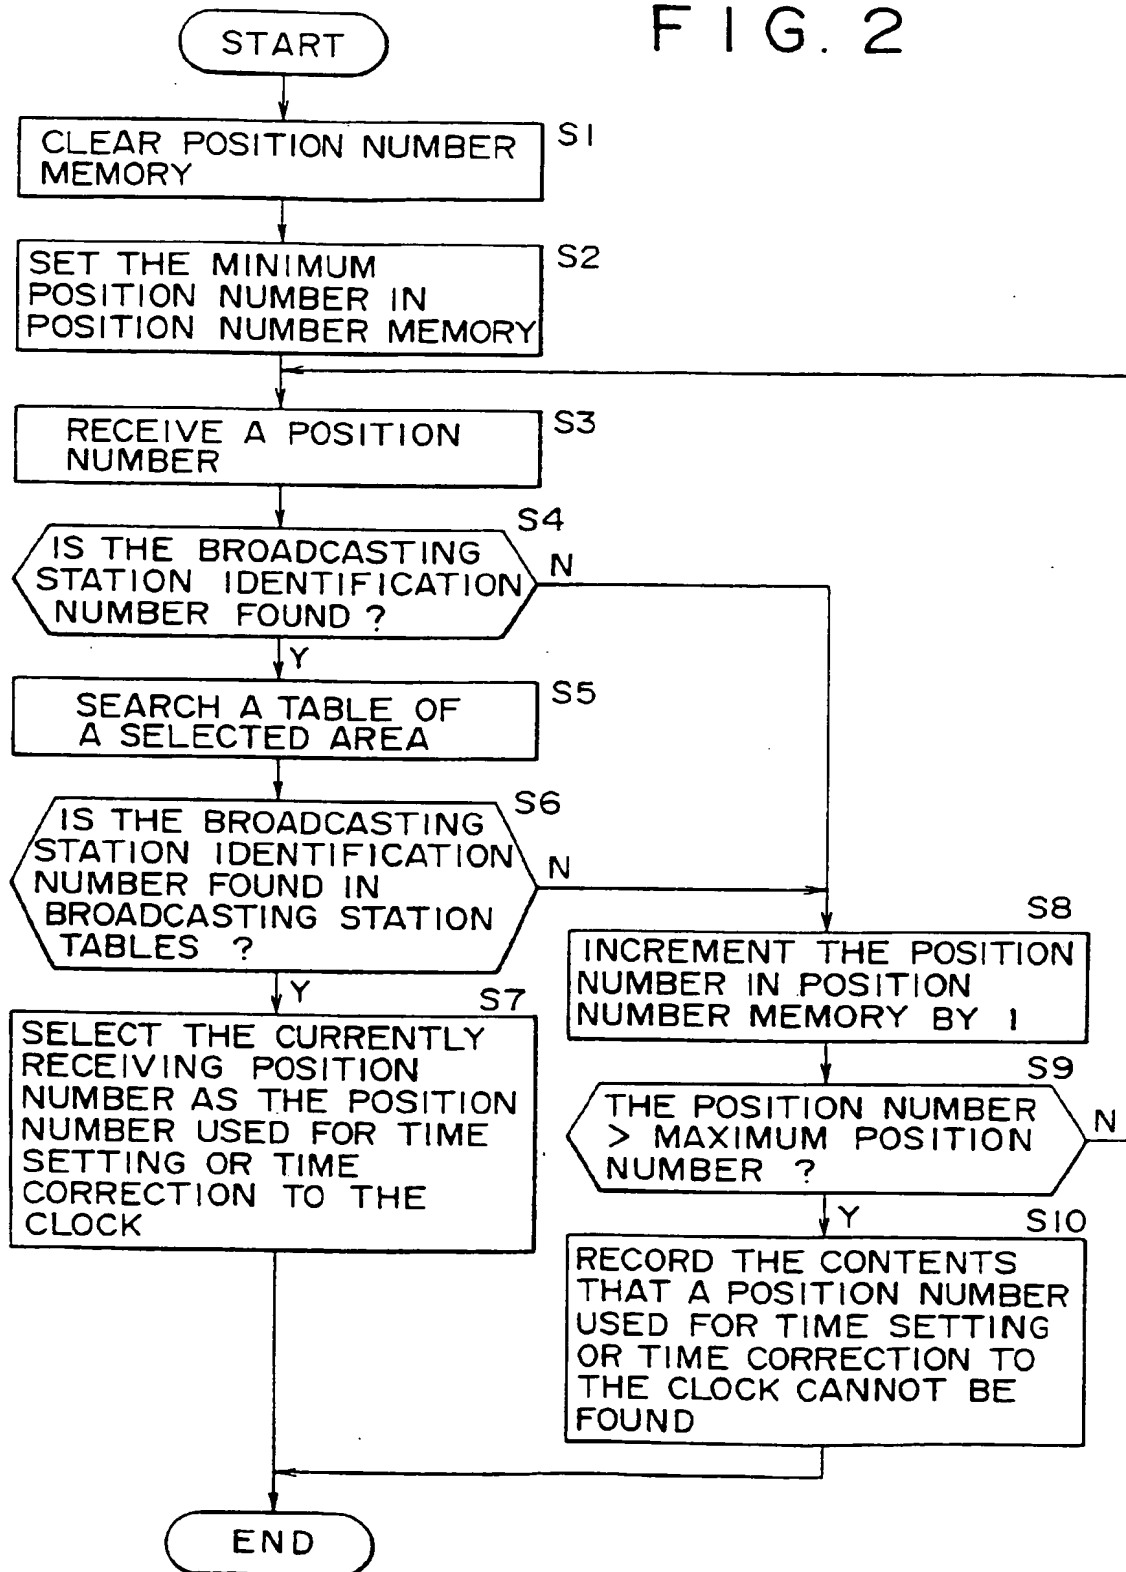 FIG. 2
START
S1
CLEAR POSITION NUMBER
MEMORY
S2
SET THE MINIMUM
POSITION NUMBER IN
POSITION NUMBER MEMORY
S3
RECEIVE A POSITION
NUMBER
S4
IS THE BROADCASTING
STATION IDENTIFICATION
NUMBER FOUND ?
N
Y
S5
SEARCH A TABLE OF
A SELECTED AREA
S6
IS THE BROADCASTING
STATION IDENTIFICATION
NUMBER FOUND IN
BROADCASTING STATION
TABLES ?
N
Y
S7
SELECT THE CURRENTLY
RECEIVING POSITION
NUMBER AS THE POSITION
NUMBER USED FOR TIME
SETTING OR TIME
CORRECTION TO THE
CLOCK
S8
INCREMENT THE POSITION
NUMBER IN POSITION
NUMBER MEMORY BY 1
S9
THE POSITION NUMBER
> MAXIMUM POSITION
NUMBER ?
N
Y
S10
RECORD THE CONTENTS
THAT A POSITION NUMBER
USED FOR TIME SETTING
OR TIME CORRECTION TO
THE CLOCK CANNOT BE
FOUND
END